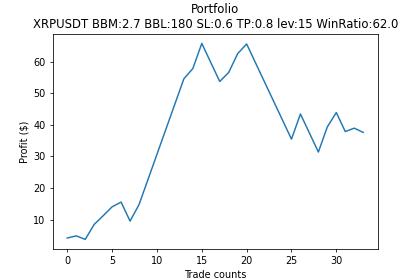 Portfolio
XRPUSDT BBM:2.7 BBL:180 SL:0.6 TP:0.8 lev:15 WinRatio:62.0
60
50
40
30
20
10
Profit ($)
0 5 10 15 20 25 30
Trade counts